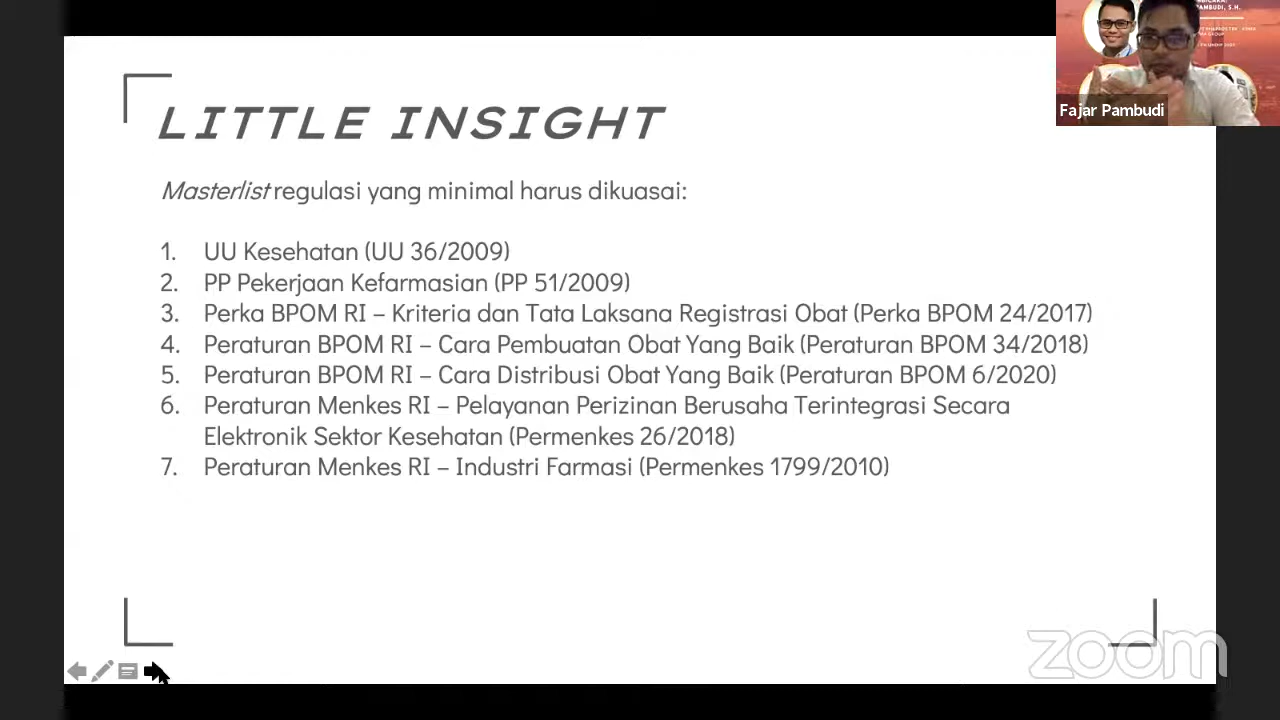 LITTLE INSIGHT
Masterlist regulasi yang minimal harus dikuasai:
1. UU Kesehatan (UU 36/2009)
2. PP Pekerjaan Kefarmasian (PP 51/2009)
3. Perka BPOM RI – Kriteria dan Tata Laksana Registrasi Obat (Perka BPOM 24/2017)
4. Peraturan BPOM RI – Cara Pembuatan Obat Yang Baik (Peraturan BPOM 34/2018)
5. Peraturan BPOM RI – Cara Distribusi Obat Yang Baik (Peraturan BPOM 6/2020)
6. Peraturan Menkes RI – Pelayanan Perizinan Berusaha Terintegrasi Secara
Elektronik Sektor Kesehatan (Permenkes 26/2018)
7. Peraturan Menkes RI – Industri Farmasi (Permenkes 1799/2010)
PAMBUDI, S.H.
GROUP
Fajar Pambudi
zoom